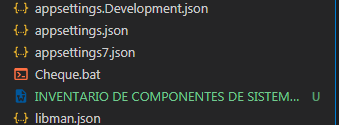 appsettings.Development.json
appsettings.json
appsettings7.json
Cheque.bat
INVENTARIO DE COMPONENTES DE SISTEM... U
libman.json